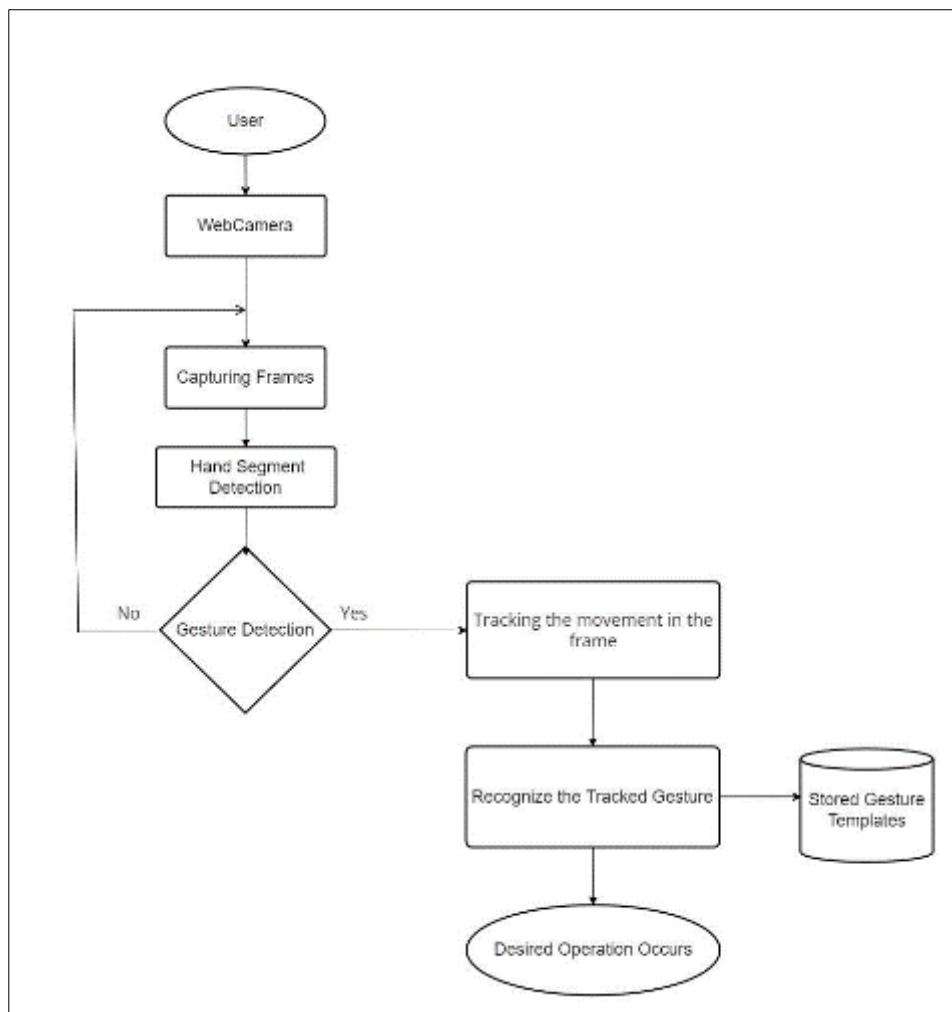 User
WebCamera
Capturing Frames
Hand Segment
Detection
No
Gesture Detection
Yes
Tracking the movement in the
frame
Recognize the Tracked Gesture
Stored Gesture
Templates
Desired Operation Occurs